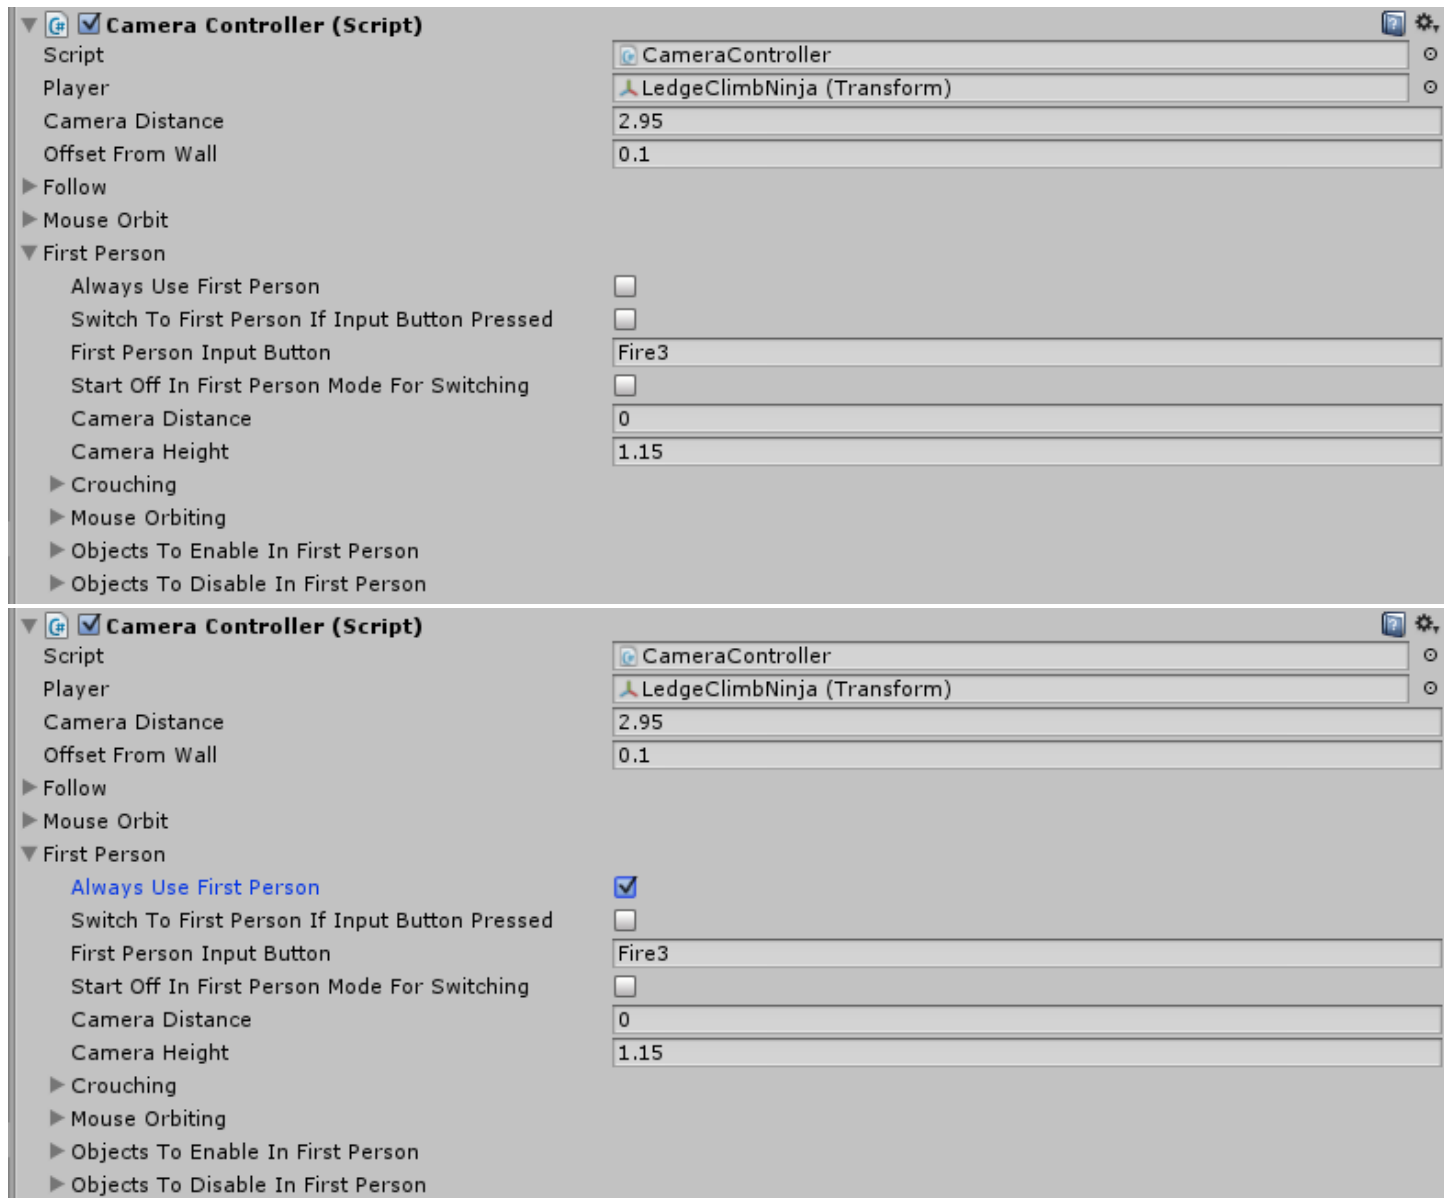 Camera Controller (Script)
Script CameraController
Player LedgeClimbNinja (Transform)
Camera Distance 2.95
Offset From Wall 0.1
Follow
Mouse Orbit
First Person
Always Use First Person
Switch To First Person If Input Button Pressed
First Person Input Button Fire3
Start Off In First Person Mode For Switching
Camera Distance 0
Camera Height 1.15
Crouching
Mouse Orbiting
Objects To Enable In First Person
Objects To Disable In First Person
Camera Controller (Script)
Script CameraController
Player LedgeClimbNinja (Transform)
Camera Distance 2.95
Offset From Wall 0.1
Follow
Mouse Orbit
First Person
Always Use First Person
Switch To First Person If Input Button Pressed
First Person Input Button Fire3
Start Off In First Person Mode For Switching
Camera Distance 0
Camera Height 1.15
Crouching
Mouse Orbiting
Objects To Enable In First Person
Objects To Disable In First Person